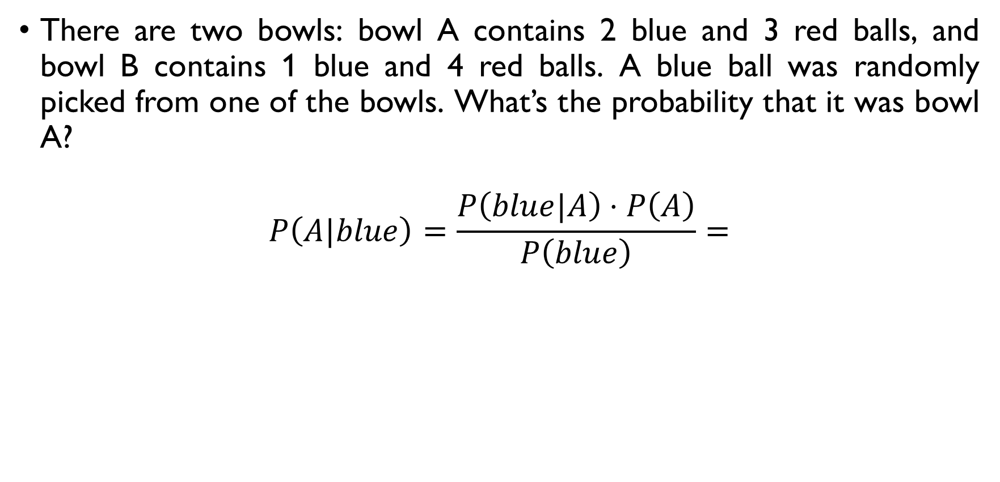 • There are two bowls: bowl A contains 2 blue and 3 red balls, and
bowl B contains 1 blue and 4 red balls. A blue ball was randomly
picked from one of the bowls. What’s the probability that it was bowl
A?
P(A|blue) = P(blue|A) · P(A) / P(blue) =